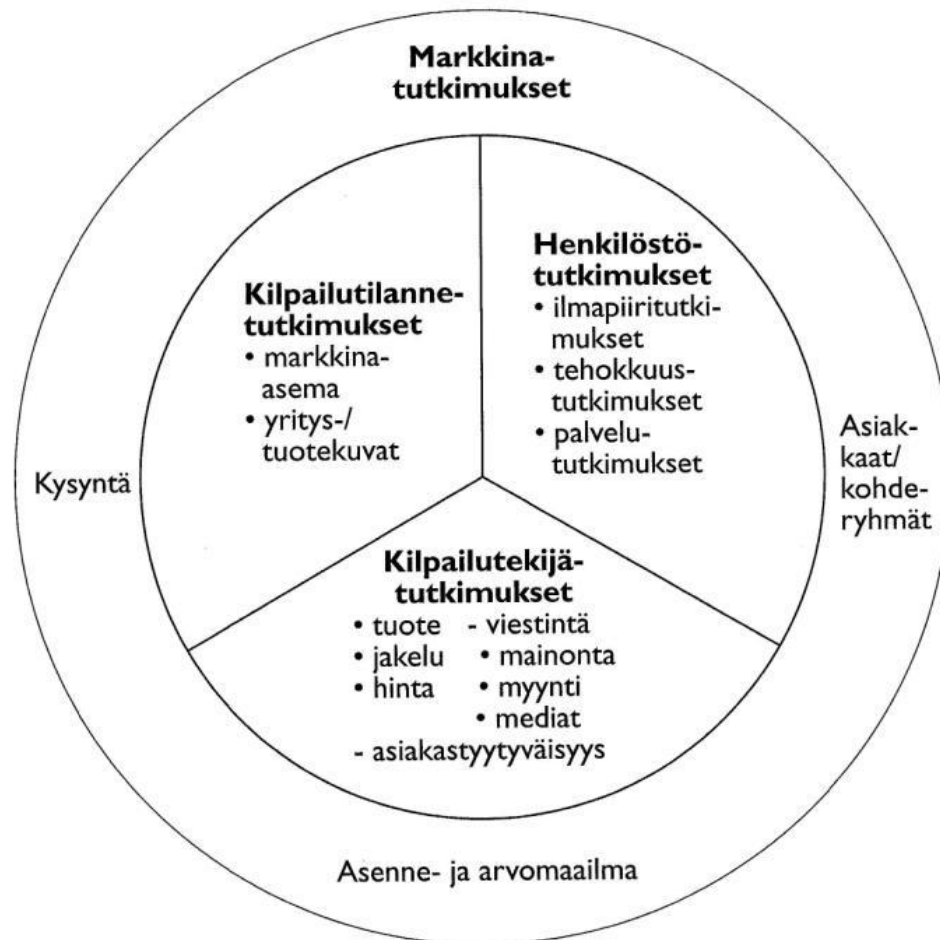 Markkina-
tutkimukset
Kilpailutilanne-
tutkimukset
• markkina-
asema
• yritys-/
tuotekuvat
Henkilöstö-
tutkimukset
• ilmapiiritutki-
mukset
• tehokkuus-
tutkimukset
• palvelu-
tutkimukset
Kysyntä
Asiak-
kaat/
kohde-
ryhmät
Kilpailutekijä-
tutkimukset
• tuote - viestintä
• jakelu • mainonta
• hinta • myynti
• mediat
- asiakastyytyväisyys
Asenne- ja arvomaailma